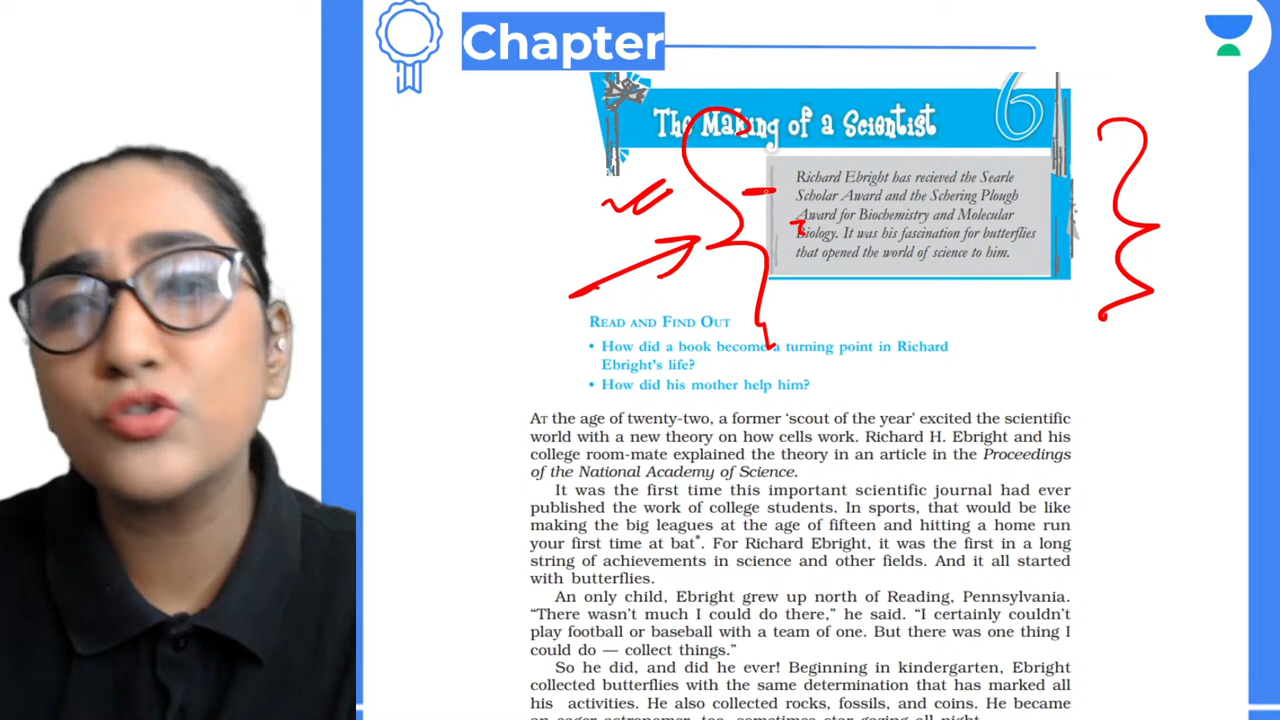 Chapter
6
The Making of a Scientist
Richard Ebright has recieved the Searle
Scholar Award and the Schering Plough
Award for Biochemistry and Molecular
Biology. It was his fascination for butterflies
that opened the world of science to him.
READ AND FIND OUT
• How did a book become a turning point in Richard
Ebright's life?
• How did his mother help him?
AT the age of twenty-two, a former ‘scout of the year’ excited the scientific
world with a new theory on how cells work. Richard H. Ebright and his
college room-mate explained the theory in an article in the Proceedings
of the National Academy of Science.
It was the first time this important scientific journal had ever
published the work of college students. In sports, that would be like
making the big leagues at the age of fifteen and hitting a home run
your first time at bat*. For Richard Ebright, it was the first in a long
string of achievements in science and other fields. And it all started
with butterflies.
An only child, Ebright grew up north of Reading, Pennsylvania.
“There wasn’t much I could do there,” he said. “I certainly couldn’t
play football or baseball with a team of one. But there was one thing I
could do — collect things.”
So he did, and did he ever! Beginning in kindergarten, Ebright
collected butterflies with the same determination that has marked all
his activities. He also collected rocks, fossils, and coins. He became
an eager astronomer, too, sometimes star-gazing all night.